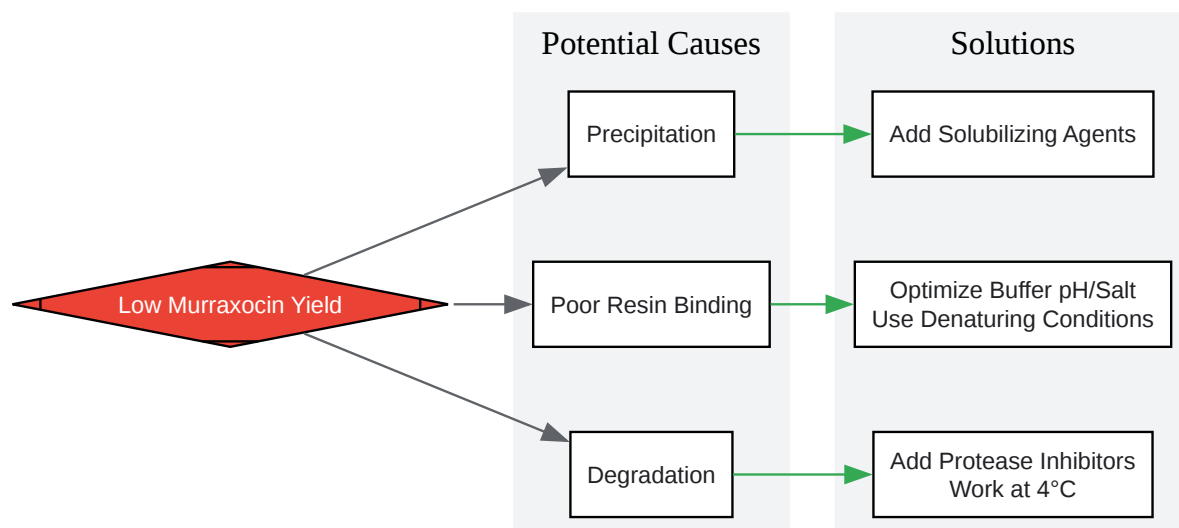 Potential Causes
Solutions
Precipitation
Add Solubilizing Agents
Low Murraxocin Yield
Poor Resin Binding
Optimize Buffer pH/Salt
Use Denaturing Conditions
Degradation
Add Protease Inhibitors
Work at 4°C